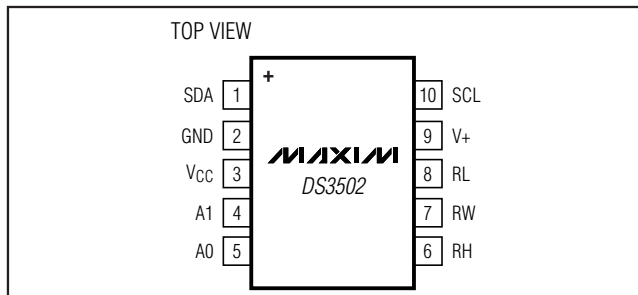 TOP VIEW
+
SDA 1 10 SCL
GND 2 9 V+
MAXIM
VCC 3 8 RL
DS3502
A1 4 7 RW
A0 5 6 RH